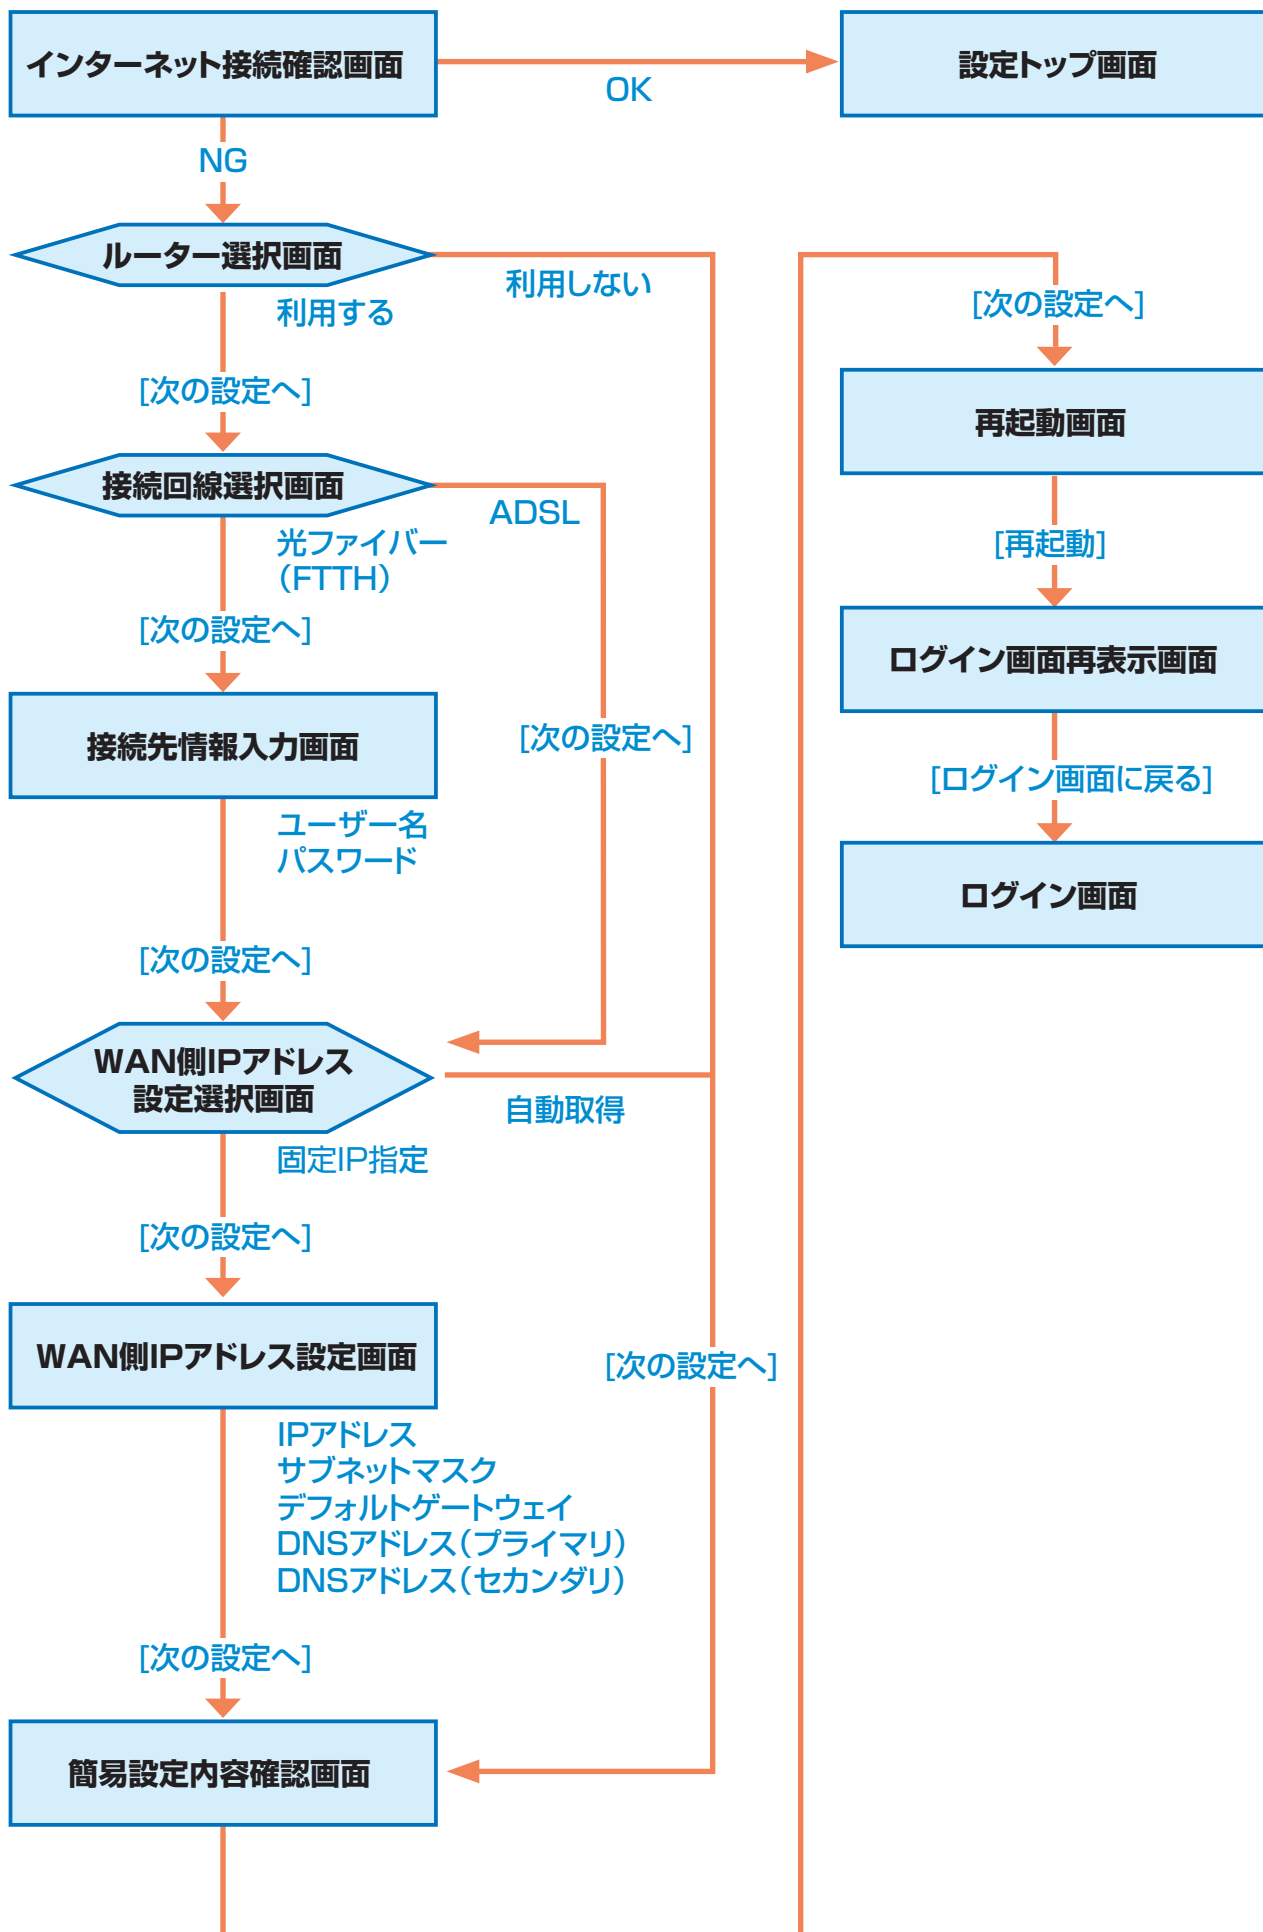 インターネット接続確認画面
OK
設定トップ画面
NG
ルーター選択画面
利用しない
利用する
[次の設定へ]
接続回線選択画面
ADSL
光ファイバー
（FTTH）
[次の設定へ]
接続先情報入力画面
[次の設定へ]
ユーザー名
パスワード
[次の設定へ]
WAN側IPアドレス
設定選択画面
自動取得
固定IP指定
[次の設定へ]
WAN側IPアドレス設定画面
[次の設定へ]
IPアドレス
サブネットマスク
デフォルトゲートウェイ
DNSアドレス（プライマリ）
DNSアドレス（セカンダリ）
[次の設定へ]
簡易設定内容確認画面
[次の設定へ]
再起動画面
[再起動]
ログイン画面再表示画面
[ログイン画面に戻る]
ログイン画面